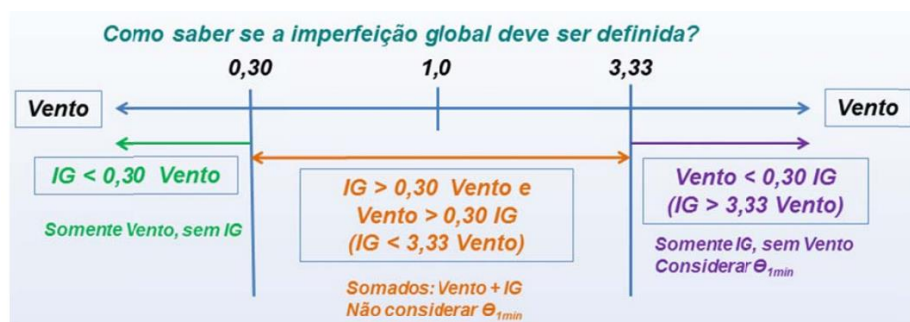 Como saber se a imperfeição global deve ser definida?
0,30
1,0
3,33
Vento
Vento
IG < 0,30 Vento
Somente Vento, sem IG
IG > 0,30 Vento e
Vento > 0,30 IG
(IG < 3,33 Vento)
Somados: Vento + IG
Não considerar Θ1min
Vento < 0,30 IG
(IG > 3,33 Vento)
Somente IG, sem Vento
Considerar Θ1min